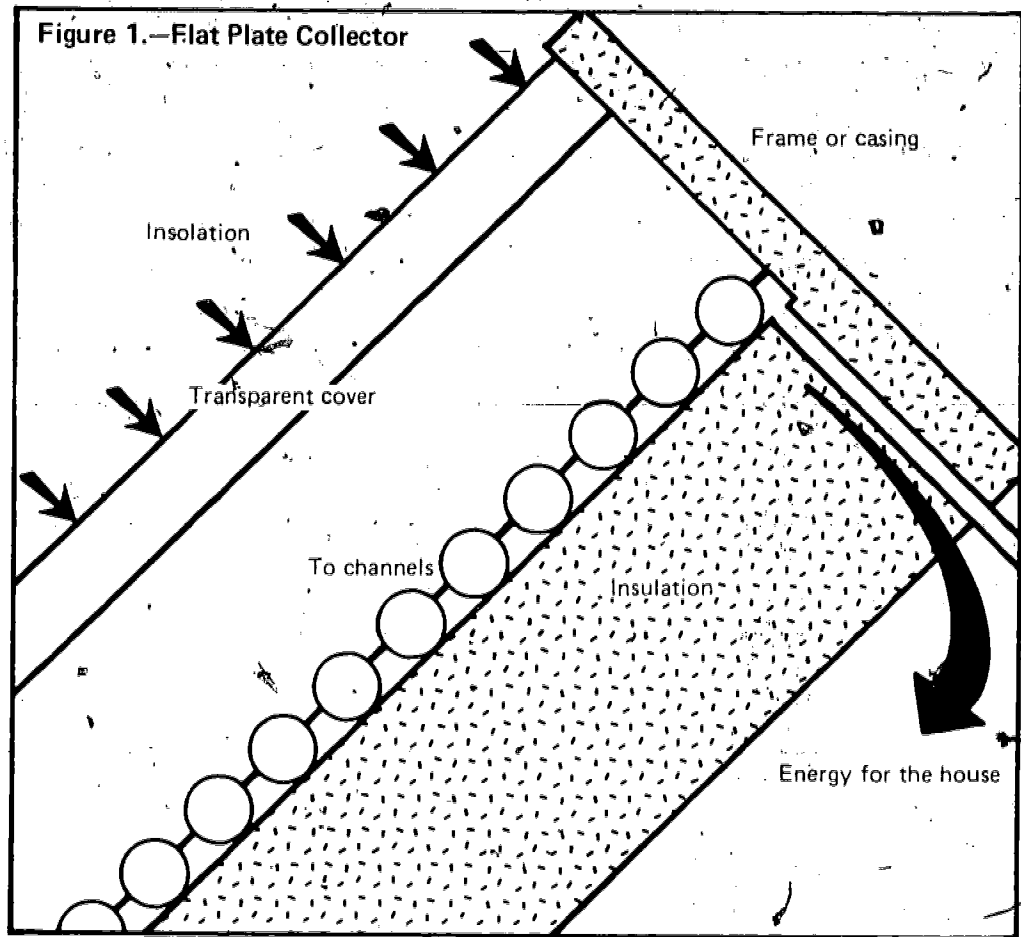 Figure 1.—Flat Plate Collector
Frame or casing
Insolation
Transparent cover
To channels
Insulation
Energy for the house